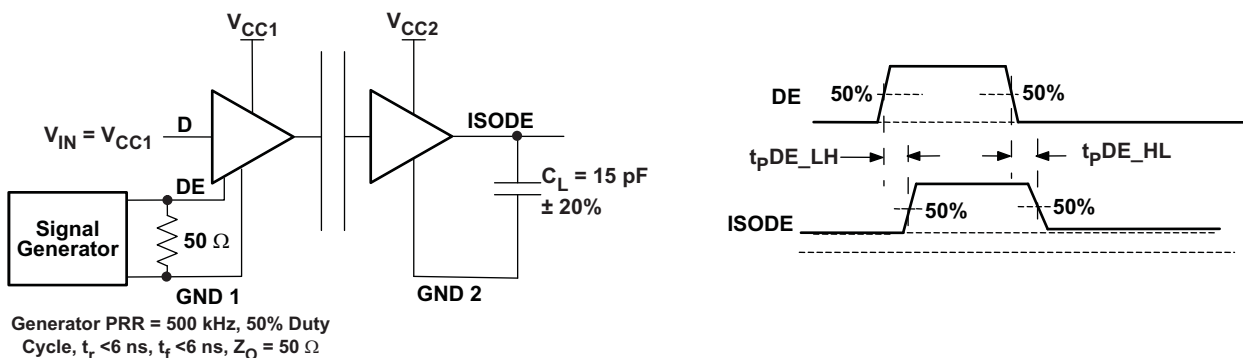 VCC1
VCC2
D
VIN = VCC1
ISODE
DE
CL = 15 pF
± 20%
Signal
Generator
50 Ω
GND 1
GND 2
Generator PRR = 500 kHz, 50% Duty
Cycle, tr <6 ns, tf <6 ns, ZO = 50 Ω
DE
50%
50%
tPDE_LH
tPDE_HL
ISODE
50%
50%